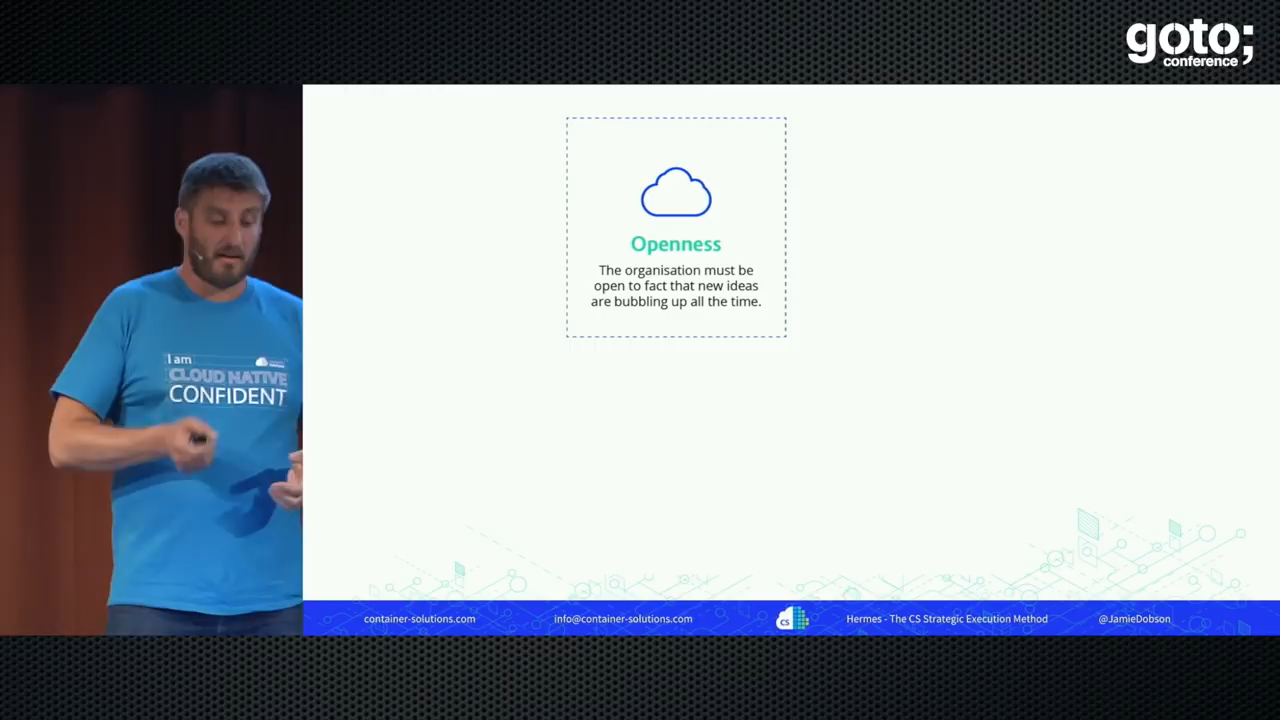 goto;
conference
I am
CLOUD NATIVE
CONFIDENT
Openness
The organisation must be
open to fact that new ideas
are bubbling up all the time.
container-solutions.com
info@container-solutions.com
CS
Hermes - The CS Strategic Execution Method
@JamieDobson